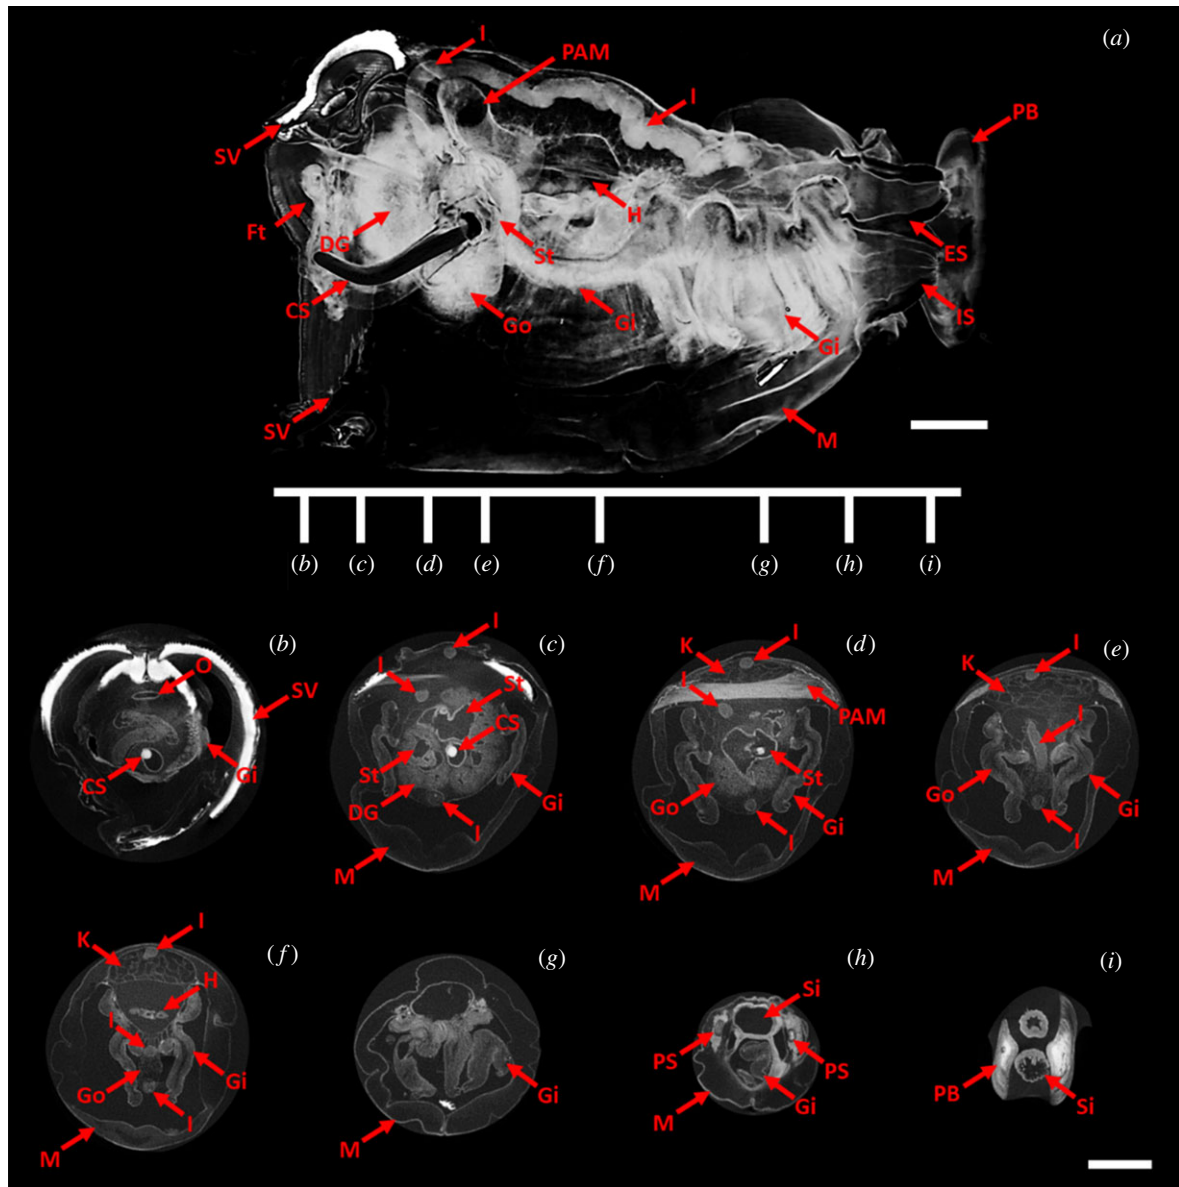 (a)
I
PAM
I
PB
SV
Ft
DG
H
St
ES
CS
Go
Gi
IS
Gi
SV
M
(b) (c) (d) (e) (f) (g) (h) (i)
(b)
O
SV
CS
Gi
(c)
I
I
St
CS
St
DG
Gi
I
M
(d)
I
K
I
PAM
St
Go
Gi
I
M
(e)
I
K
I
Go
Gi
I
M
(f)
I
K
H
I
Gi
Go
I
M
(g)
Gi
M
(h)
Si
PS
PS
M
Gi
(i)
PB
Si